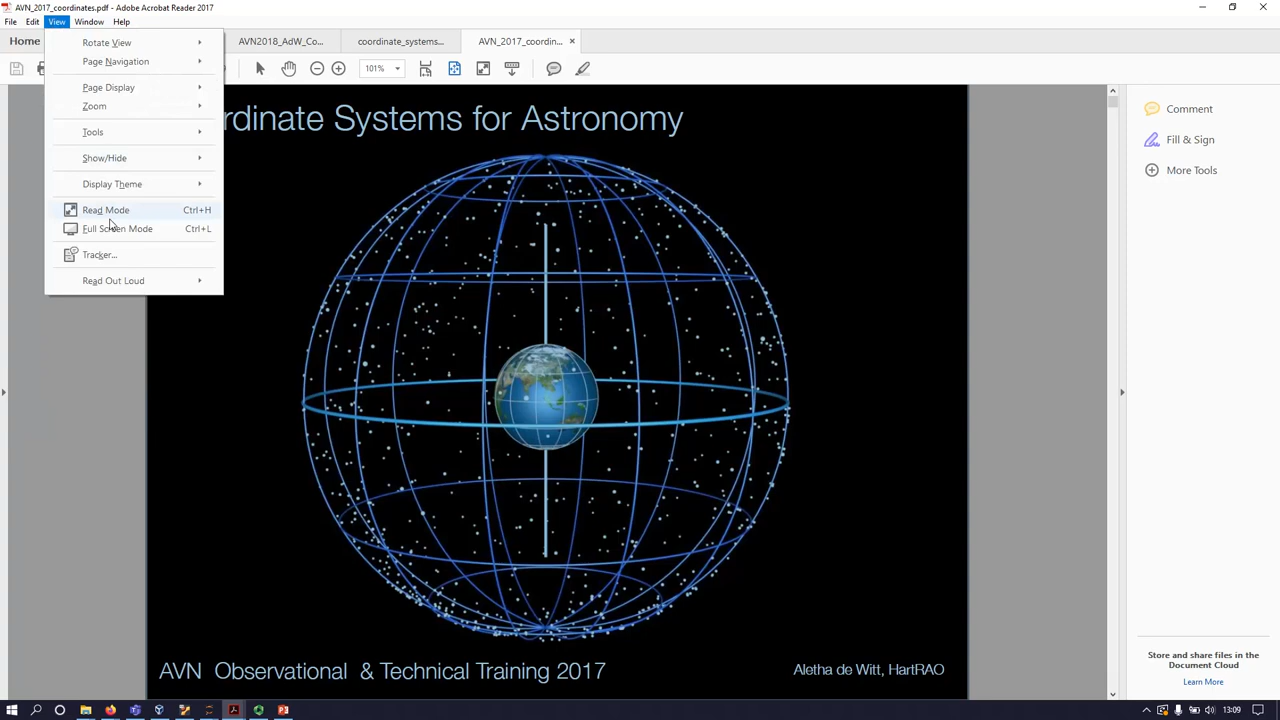 AVN_2017_coordinates.pdf - Adobe Acrobat Reader 2017
File Edit View Window Help
Home
AVN2018_AdW_Co...
coordinate_systems...
AVN_2017_coordin...
101%
Rotate View
Page Navigation
Page Display
Zoom
Tools
Show/Hide
Display Theme
Read Mode Ctrl+H
Full Screen Mode Ctrl+L
Tracker...
Read Out Loud
rdinate Systems for Astronomy
AVN Observational & Technical Training 2017
Aletha de Witt, HartRAO
Comment
Fill & Sign
More Tools
Store and share files in the
Document Cloud
Learn More
13:09